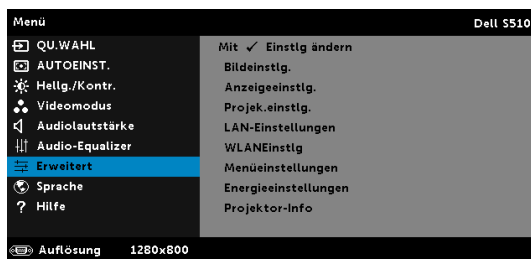 Menü Dell S510
QU.WAHL
AUTOEINST.
Hellg./Kontr.
Videomodus
Audiolautstärke
Audio-Equalizer
Erweitert
Sprache
? Hilfe
Mit ✓ Einstlg ändern
Bildeinstlg.
Anzeigeeinstlg.
Projek.einstlg.
LAN-Einstellungen
WLANEinstlg
Menüeinstellungen
Energieeinstellungen
Projektor-Info
Auflösung 1280x800